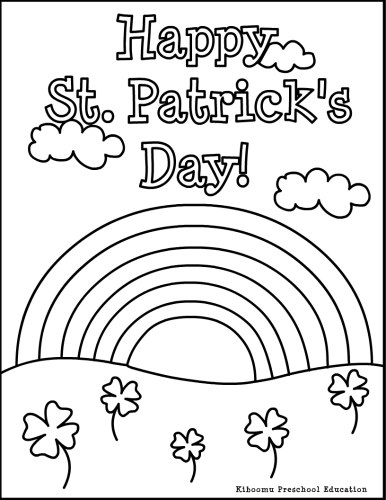 Happy
St. Patrick's
Day!
Kiboomu Preschool Education